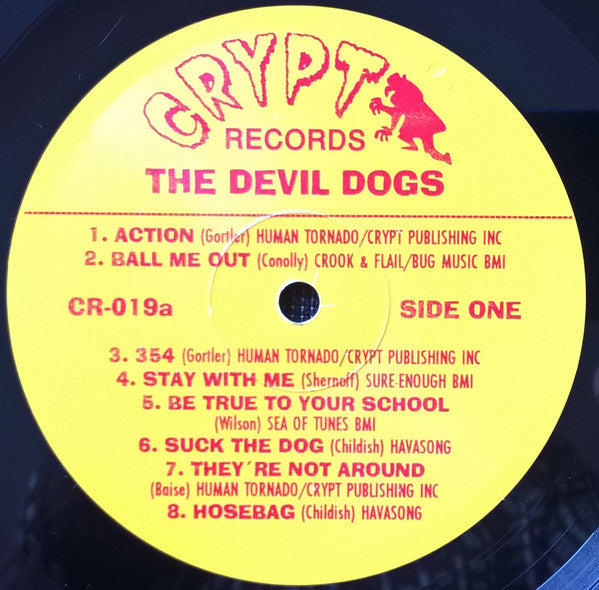 CRYPT
RECORDS
THE DEVIL DOGS
1. ACTION (Gortler) HUMAN TORNADO/CRYPT PUBLISHING INC
2. BALL ME OUT (Conolly) CROOK & FLAIL/BUG MUSIC BMI
CR-019a
SIDE ONE
3. 354 (Gortler) HUMAN TORNADO/CRYPT PUBLISHING INC
4. STAY WITH ME (Shernoff) SURE-ENOUGH BMI
5. BE TRUE TO YOUR SCHOOL
(Wilson) SEA OF TUNES BMI
6. SUCK THE DOG (Childish) HAVASONG
7. THEY´RE NOT AROUND
(Baise) HUMAN TORNADO/CRYPT PUBLISHING INC
8. HOSEBAG (Childish) HAVASONG